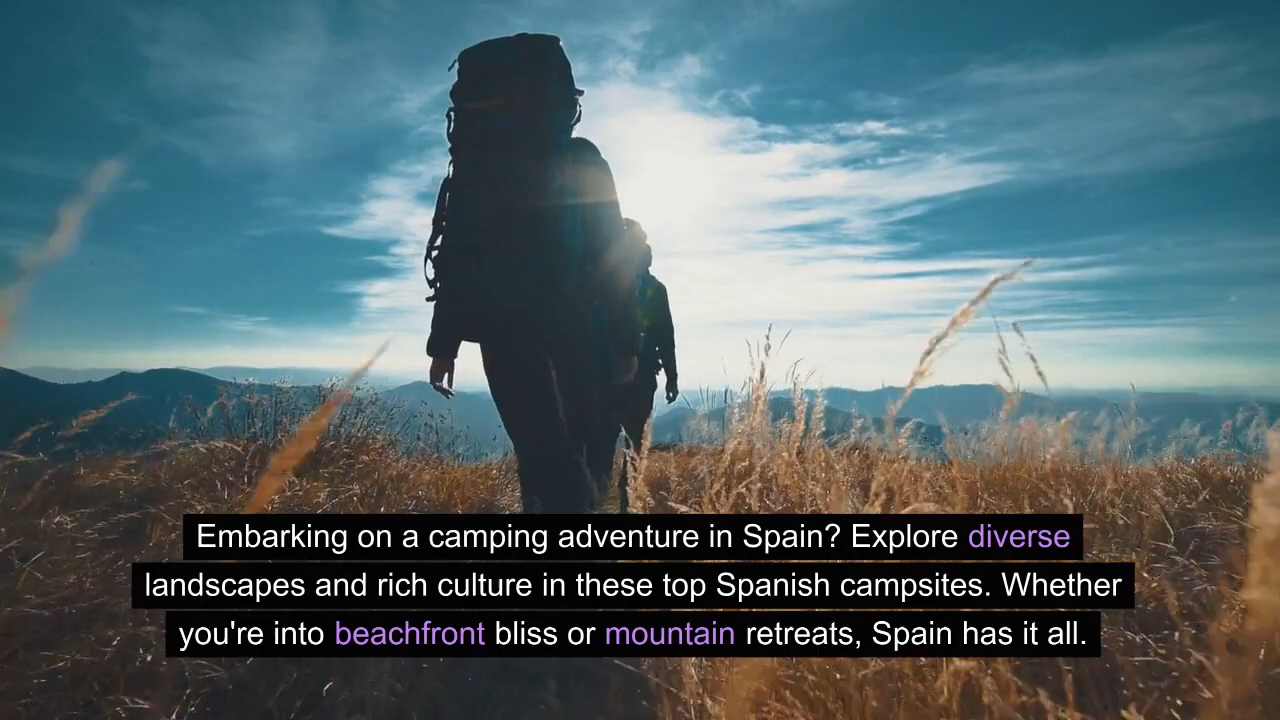 Embarking on a camping adventure in Spain? Explore diverse
landscapes and rich culture in these top Spanish campsites. Whether
you're into beachfront bliss or mountain retreats, Spain has it all.